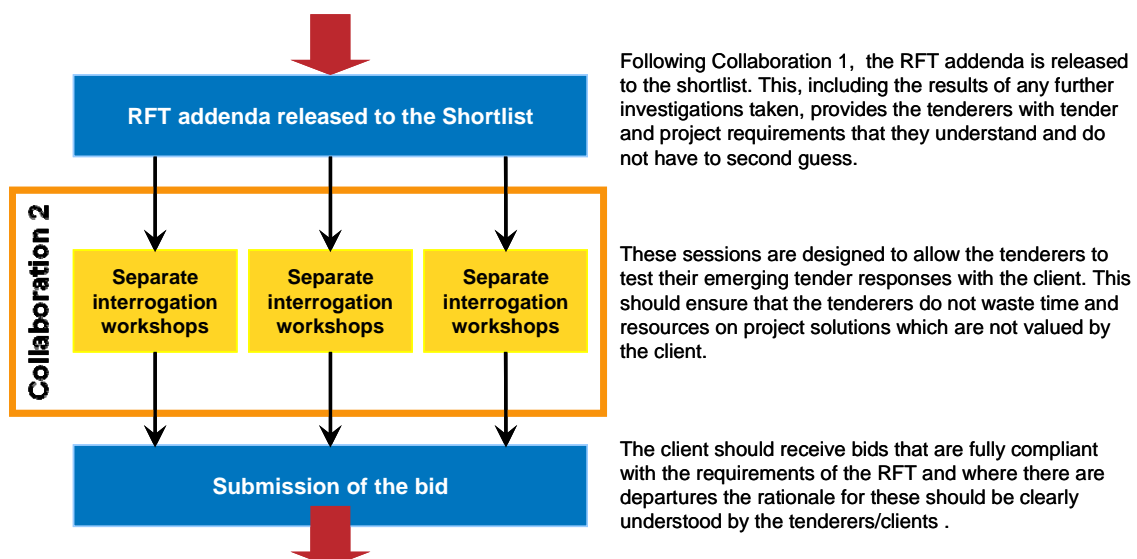 RFT addenda released to the Shortlist
Following Collaboration 1, the RFT addenda is released
to the shortlist. This, including the results of any further
investigations taken, provides the tenderers with tender
and project requirements that they understand and do
not have to second guess.
Collaboration 2
Separate
interrogation
workshops
Separate
interrogation
workshops
Separate
interrogation
workshops
These sessions are designed to allow the tenderers to
test their emerging tender responses with the client. This
should ensure that the tenderers do not waste time and
resources on project solutions which are not valued by
the client.
Submission of the bid
The client should receive bids that are fully compliant
with the requirements of the RFT and where there are
departures the rationale for these should be clearly
understood by the tenderers/clients .